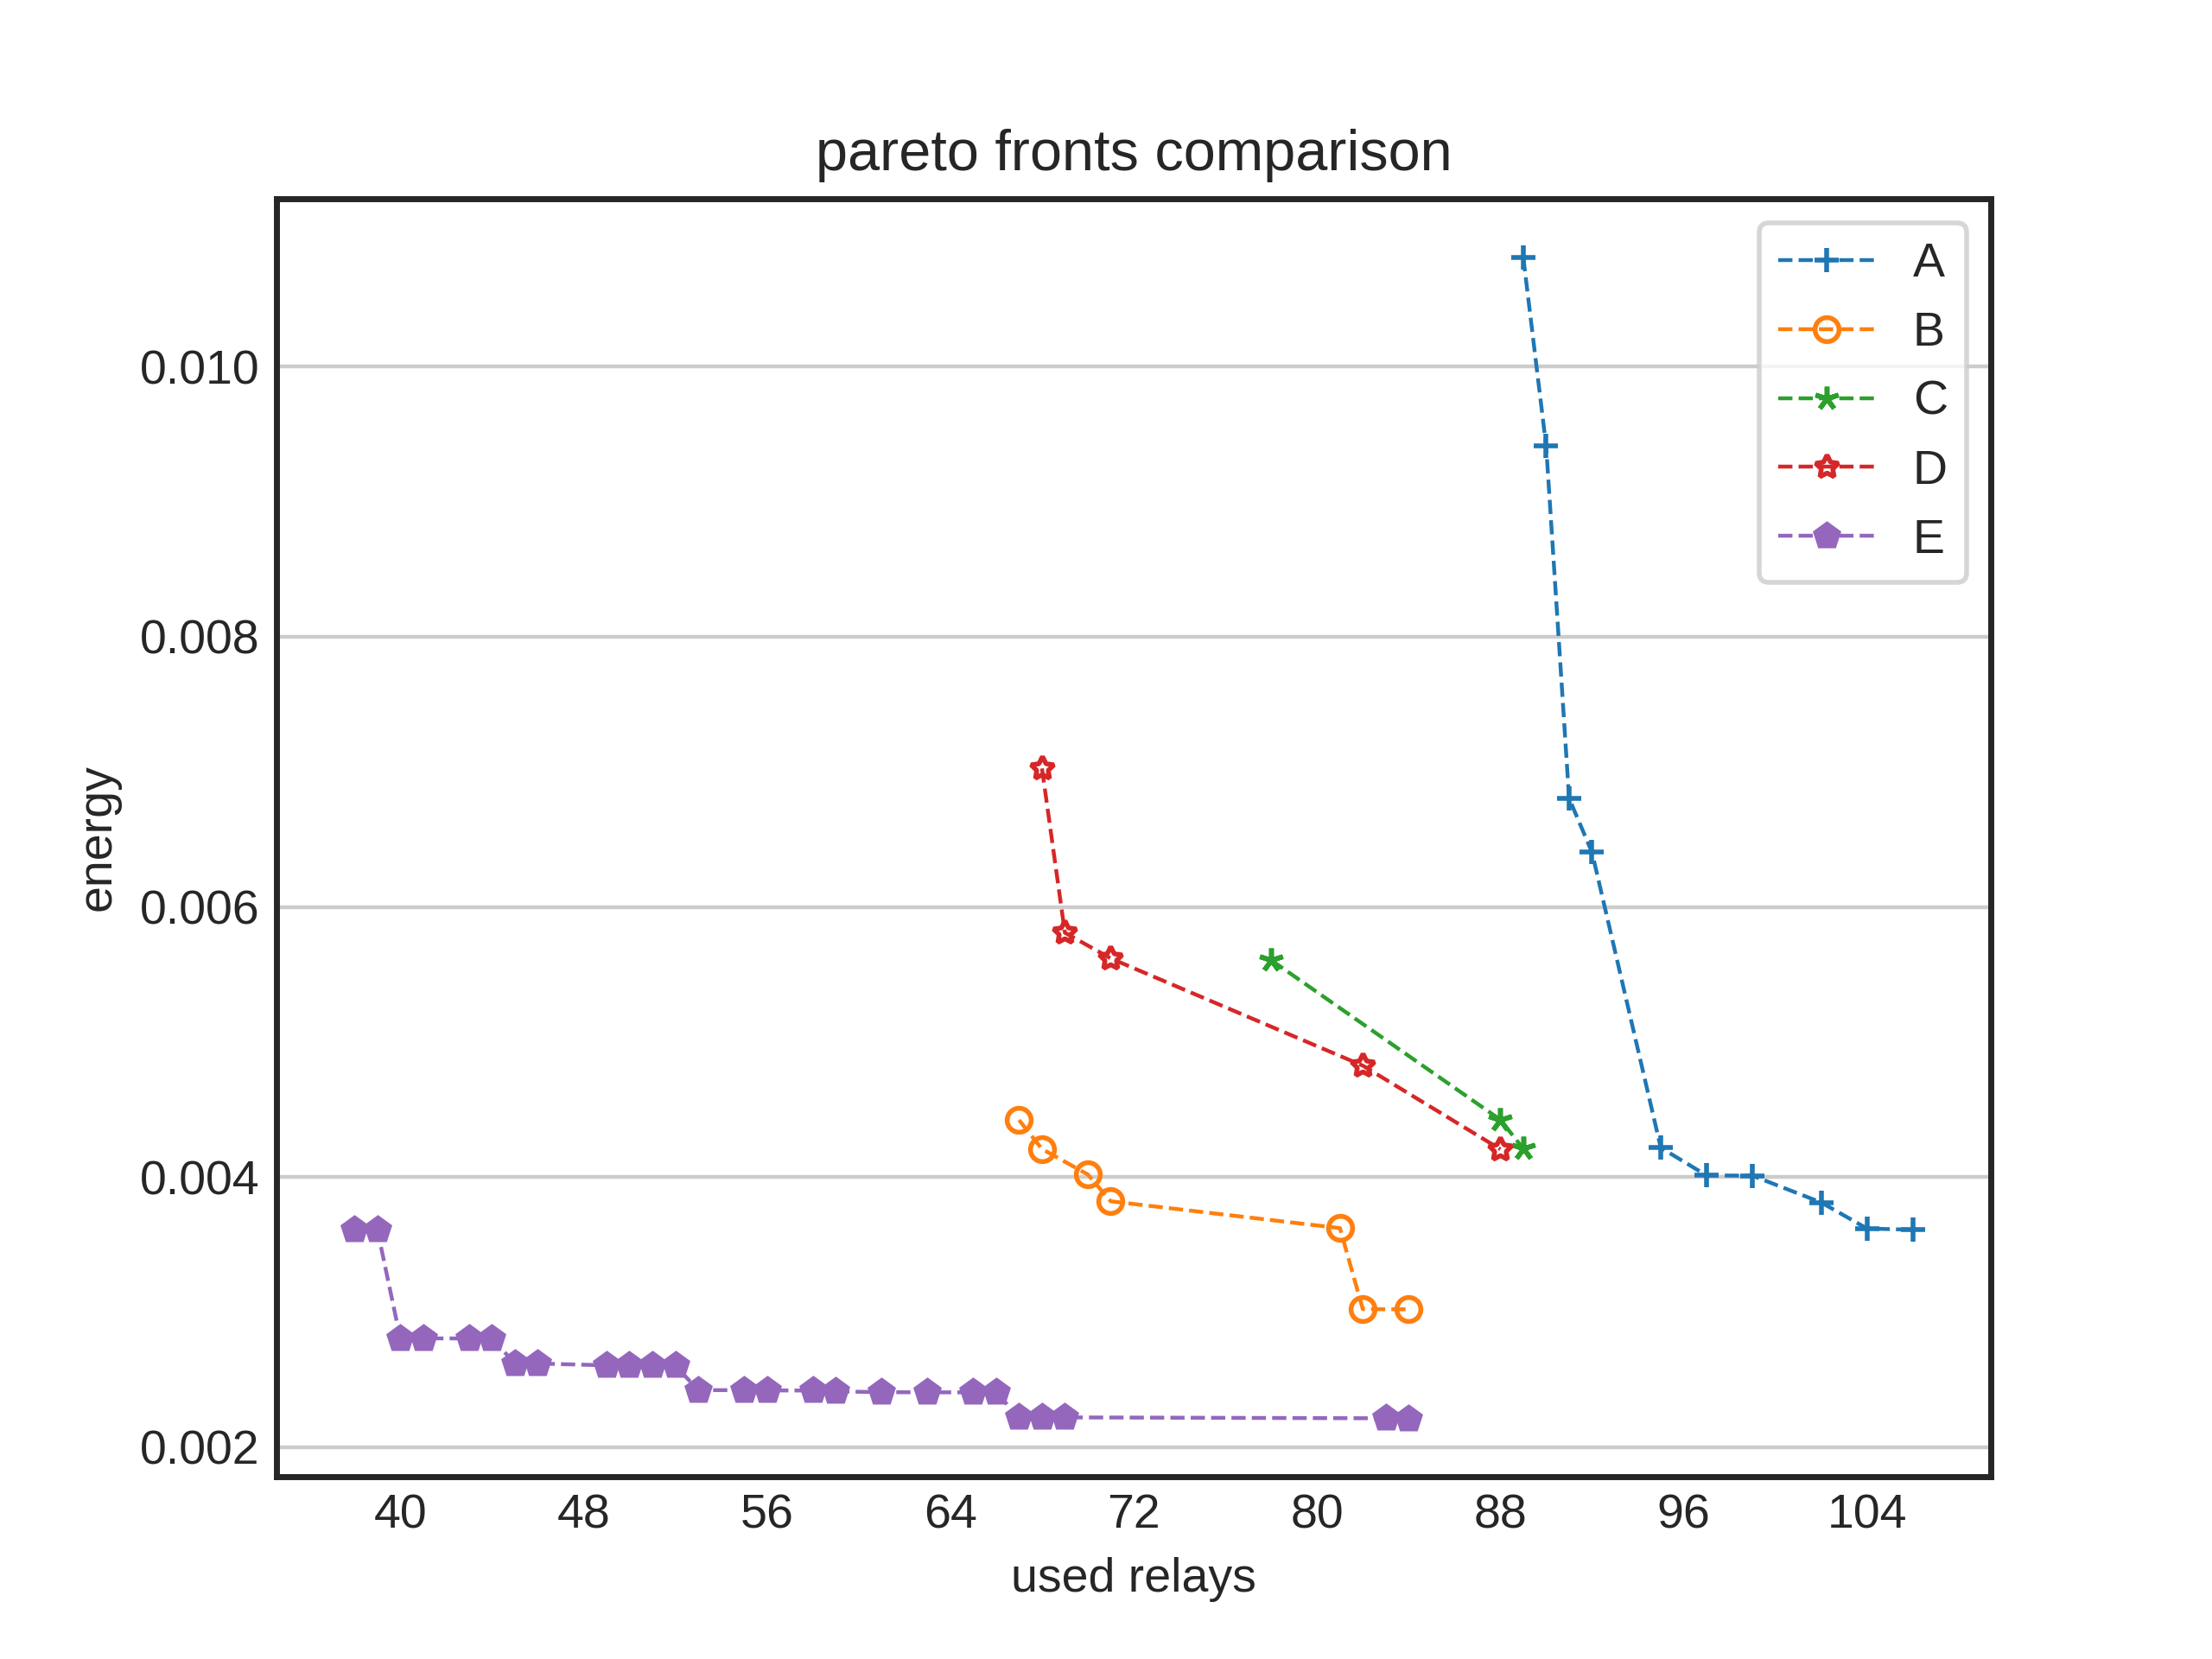 pareto fronts comparison
A
B
C
D
E
0.010
0.008
0.006
0.004
0.002
energy
40 48 56 64 72 80 88 96 104
used relays